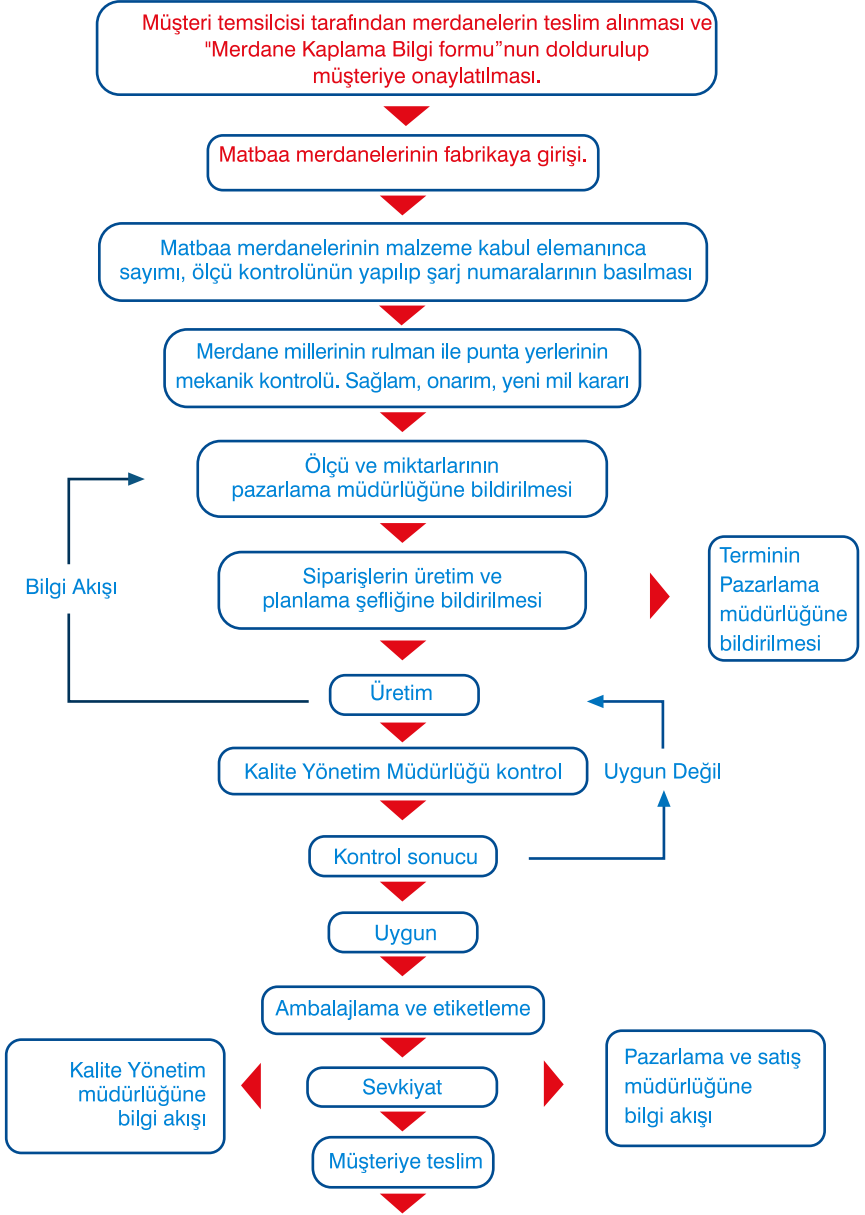 Müşteri temsilcisi tarafından merdanelerin teslim alınması ve
"Merdane Kaplama Bilgi formu”nun doldurulup
müşteriye onaylatılması.
Matbaa merdanelerinin fabrikaya girişi.
Matbaa merdanelerinin malzeme kabul elemanınca
sayımı, ölçü kontrolünün yapılıp şarj numaralarının basılması
Merdane millerinin rulman ile punta yerlerinin
mekanik kontrolü. Sağlam, onarım, yeni mil kararı
Ölçü ve miktarlarının
pazarlama müdürlüğüne bildirilmesi
Bilgi Akışı
Siparişlerin üretim ve
planlama şefliğine bildirilmesi
Terminin
Pazarlama
müdürlüğüne
bildirilmesi
Üretim
Kalite Yönetim Müdürlüğü kontrol
Uygun Değil
Kontrol sonucu
Uygun
Ambalajlama ve etiketleme
Kalite Yönetim
müdürlüğüne
bilgi akışı
Sevkiyat
Pazarlama ve satış
müdürlüğüne
bilgi akışı
Müşteriye teslim